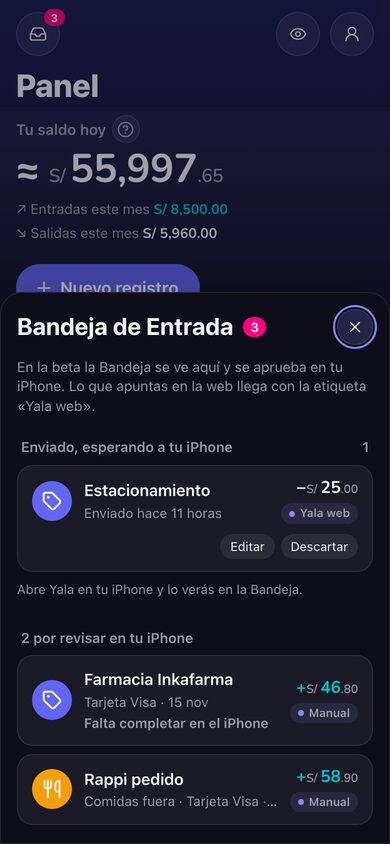 3
Panel
Tu saldo hoy ?
≈ S/ 55,997.65
↗ Entradas este mes S/ 8,500.00
↘ Salidas este mes S/ 5,960.00
+ Nuevo registro
Bandeja de Entrada 3
En la beta la Bandeja se ve aquí y se aprueba en tu
iPhone. Lo que apuntas en la web llega con la etiqueta
«Yala web».
Enviado, esperando a tu iPhone 1
Estacionamiento −S/ 25.00
Enviado hace 11 horas Yala web
Editar Descartar
Abre Yala en tu iPhone y lo verás en la Bandeja.
2 por revisar en tu iPhone
Farmacia Inkafarma +S/ 46.80
Tarjeta Visa · 15 nov Manual
Falta completar en el iPhone
Rappi pedido +S/ 58.90
Comidas fuera · Tarjeta Visa ·... Manual